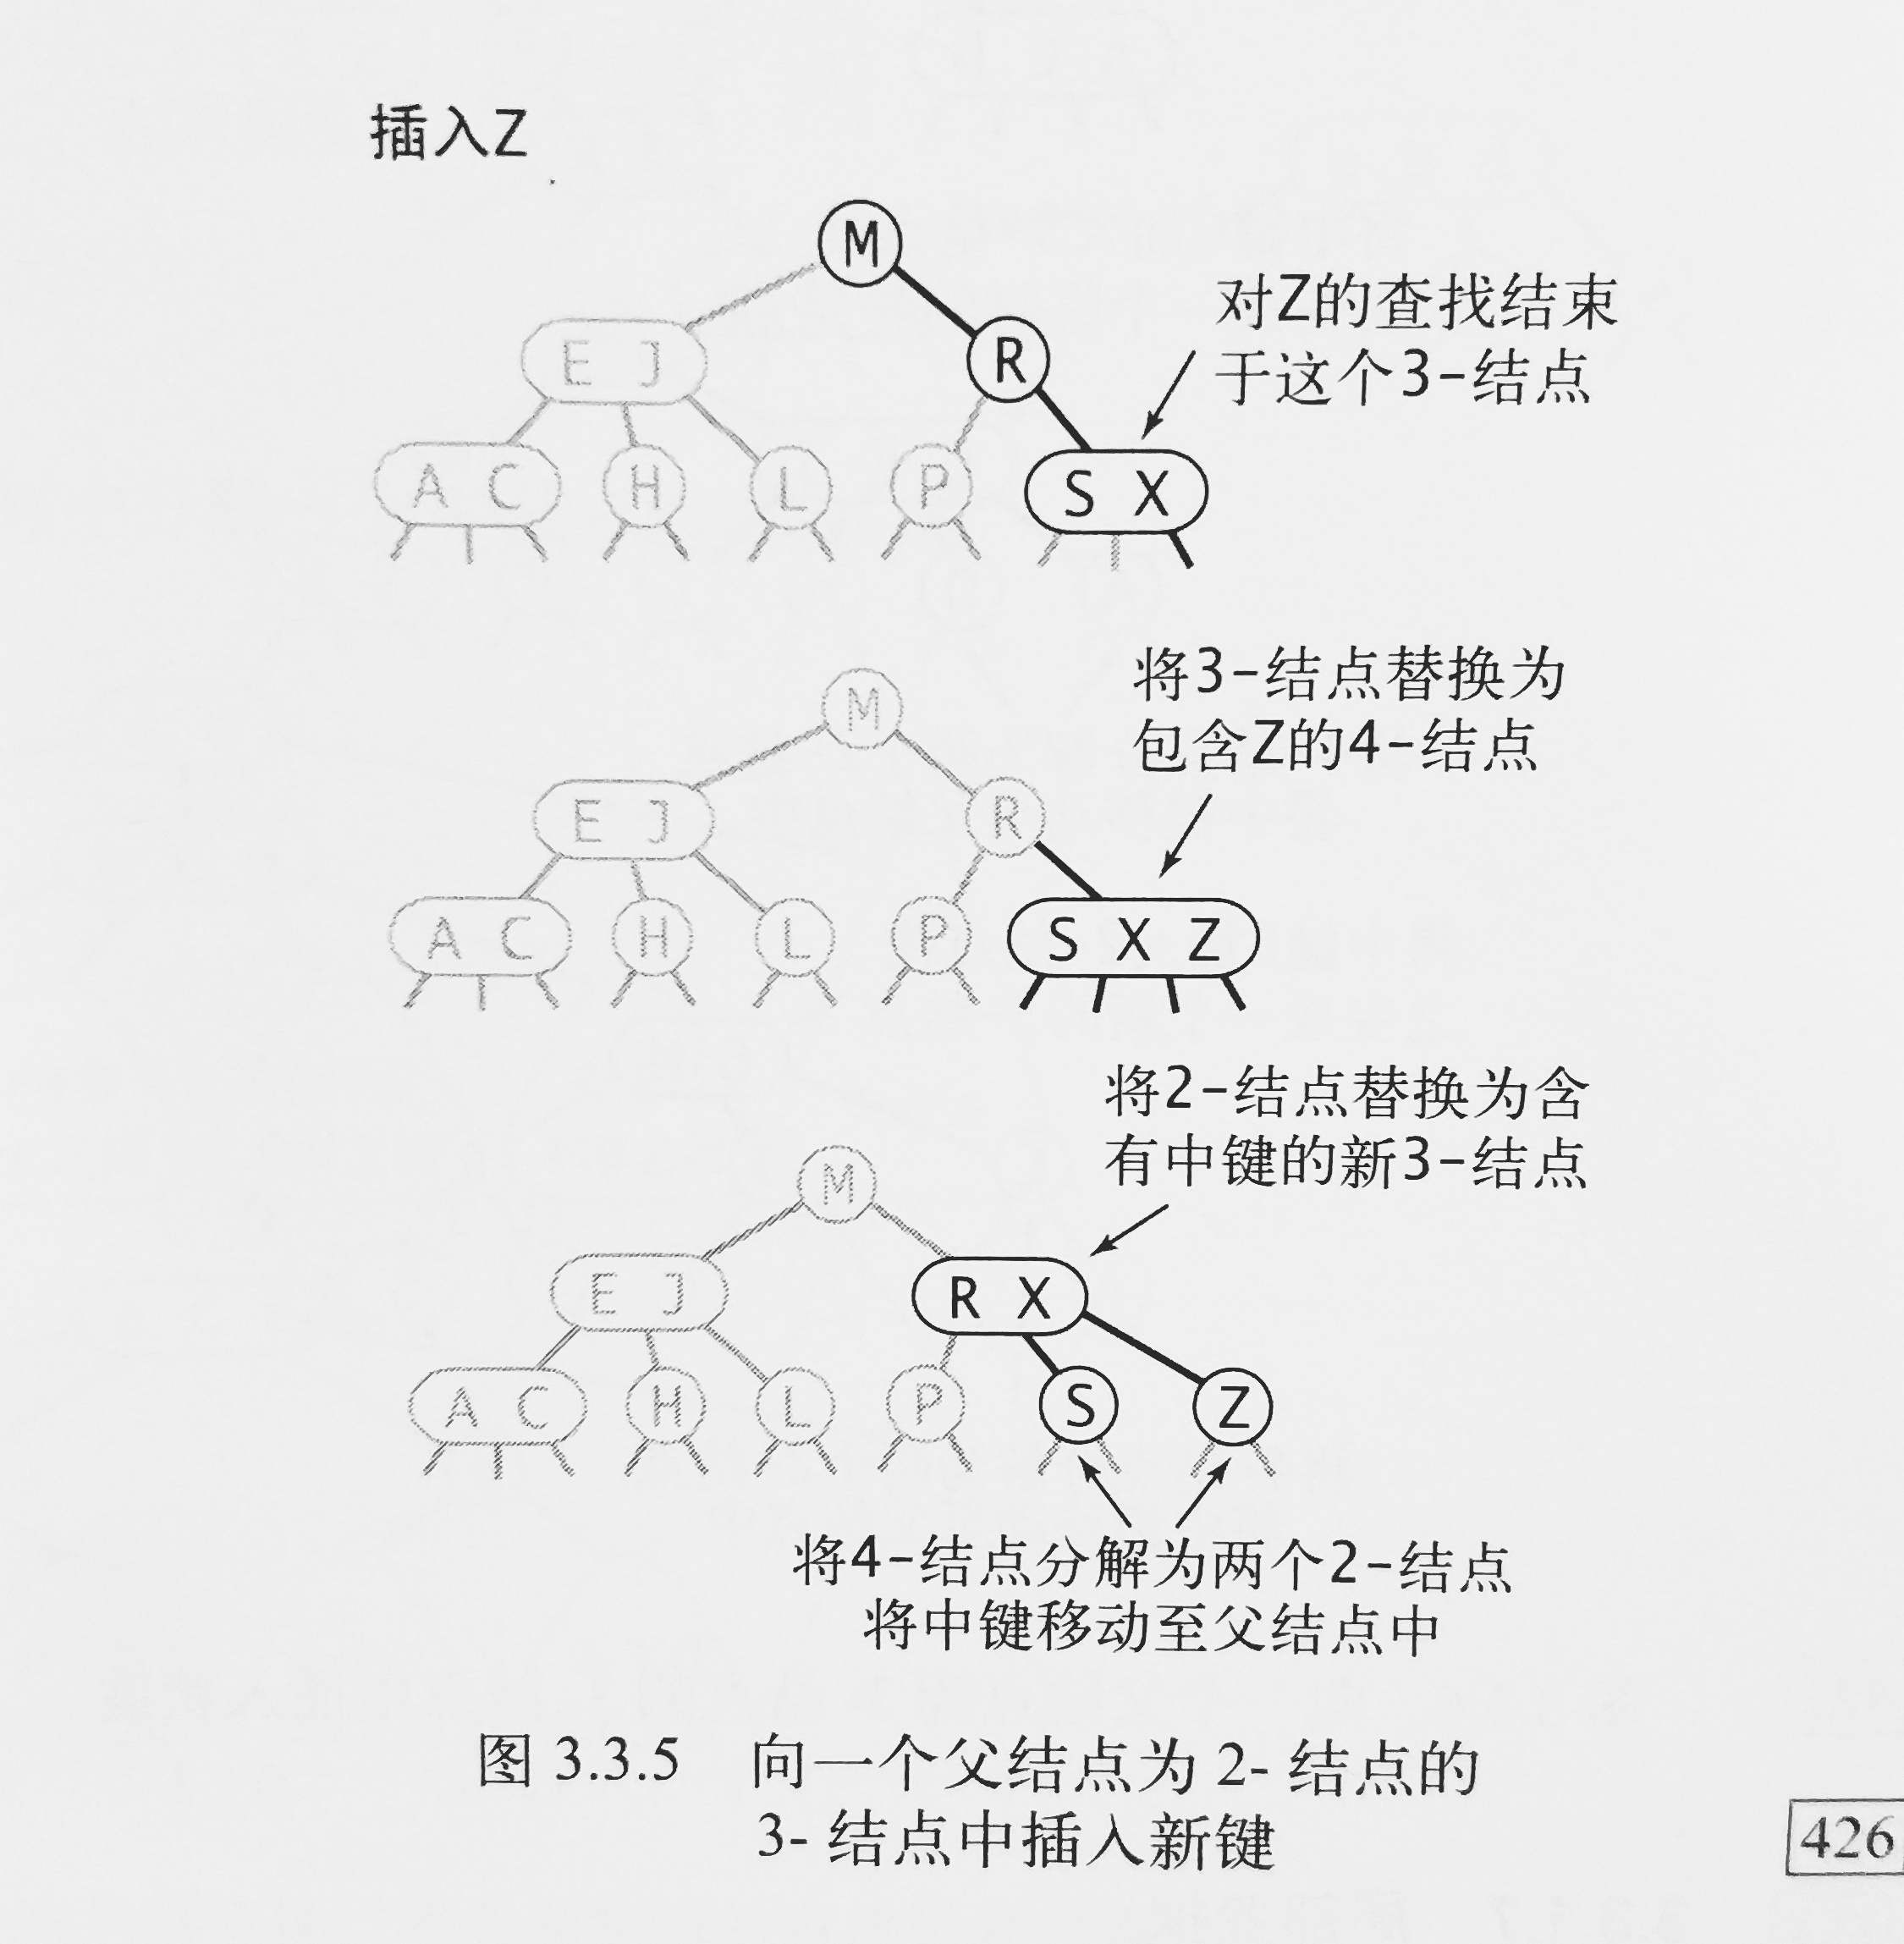 插入Z
M
对Z的查找结束
于这个3-结点
E J
R
A C
H
L
P
S X
将3-结点替换为
包含Z的4-结点
M
E J
R
A C
H
L
P
S X Z
将2-结点替换为含
有中键的新3-结点
M
E J
R X
A C
H
L
P
S
Z
将4-结点分解为两个2-结点
将中键移动至父结点中
图 3.3.5 向一个父结点为 2- 结点的
3- 结点中插入新键
426